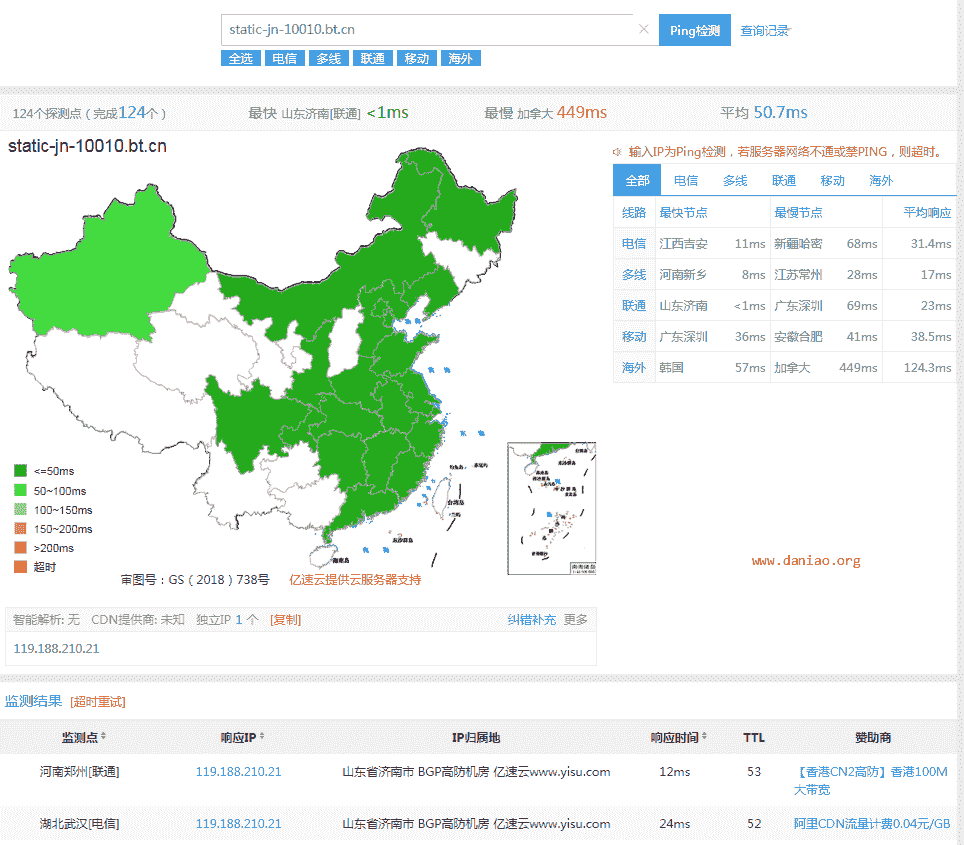 static-jn-10010.bt.cn × Ping检测 查询记录
全选 电信 多线 联通 移动 海外
124个探测点（完成124个） 最快 山东济南[联通] <1ms 最慢 加拿大 449ms 平均 50.7ms
static-jn-10010.bt.cn
输入IP为Ping检测，若服务器网络不通或禁PING，则超时。
全部 电信 多线 联通 移动 海外
线路 最快节点 最慢节点 平均响应
电信 江西吉安 11ms 新疆哈密 68ms 31.4ms
多线 河南新乡 8ms 江苏常州 28ms 17ms
联通 山东济南 <1ms 广东深圳 69ms 23ms
移动 广东深圳 36ms 安徽合肥 41ms 38.5ms
海外 韩国 57ms 加拿大 449ms 124.3ms
<=50ms
50~100ms
100~150ms
150~200ms
>200ms
超时
台湾岛
海南岛
南海诸岛
审图号：GS（2018）738号 亿速云提供云服务器支持
www.daniao.org
智能解析: 无 CDN提供商: 未知 独立IP 1 个 [复制] 纠错补充 更多
119.188.210.21
监测结果 [超时重试]
监测点 响应IP IP归属地 响应时间 TTL 赞助商
河南郑州[联通] 119.188.210.21 山东省济南市 BGP高防机房 亿速云www.yisu.com 12ms 53 【香港CN2高防】香港100M
大带宽
湖北武汉[电信] 119.188.210.21 山东省济南市 BGP高防机房 亿速云www.yisu.com 24ms 52 阿里CDN流量计费0.04元/GB